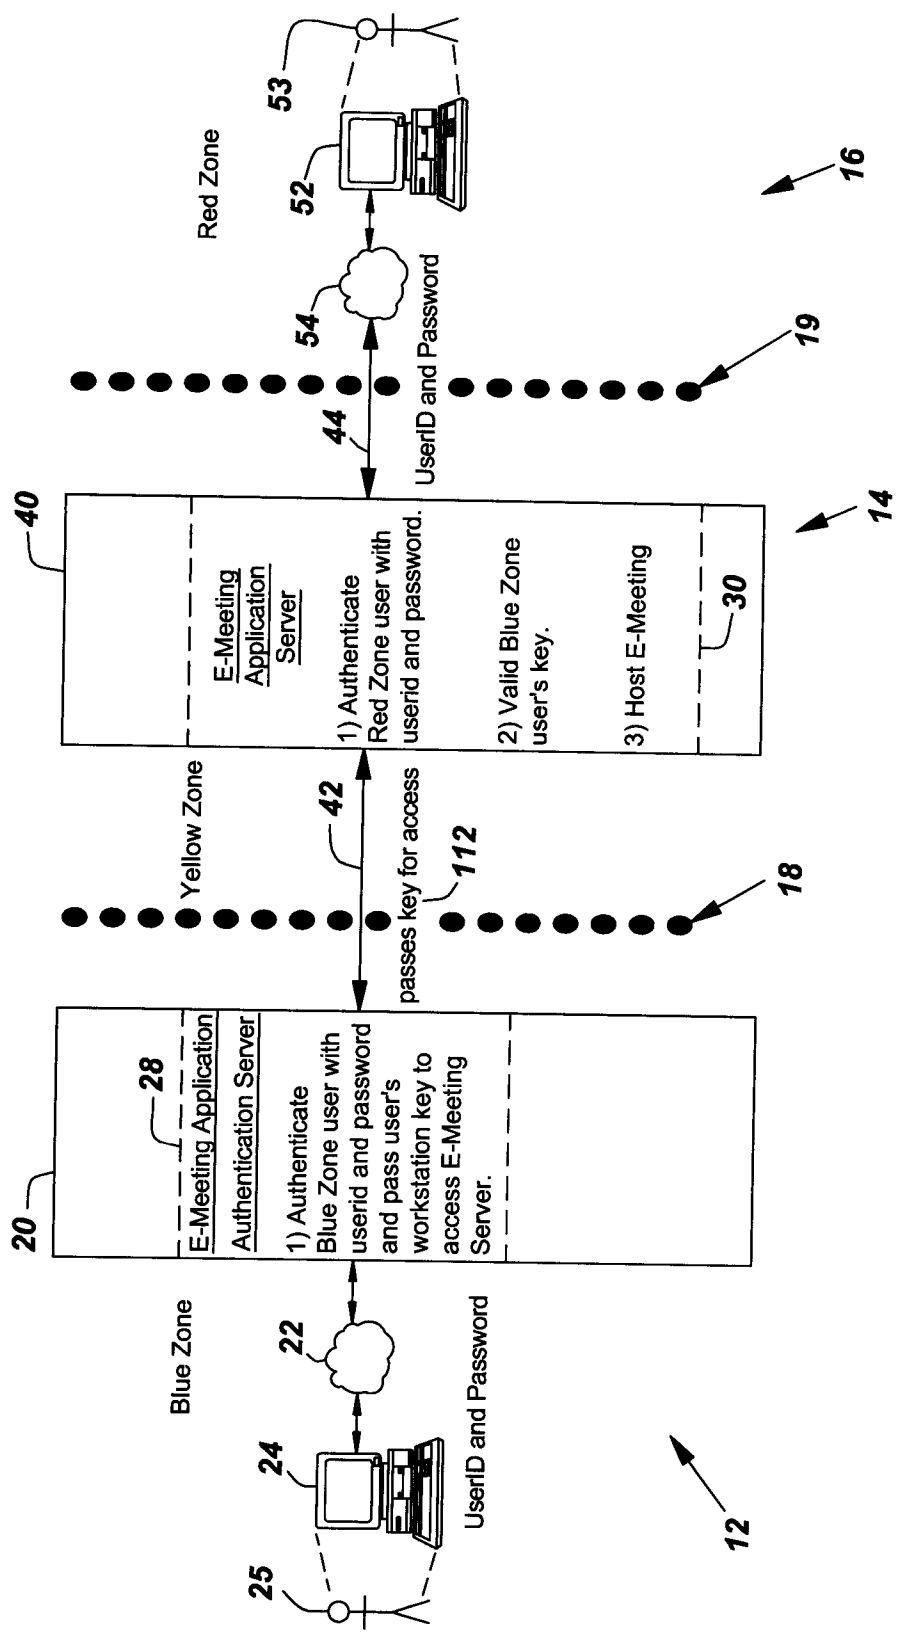 Blue Zone
25
24
22
UserID and Password
12
20
28
E-Meeting Application
Authentication Server
1) Authenticate
Blue Zone user with
userid and password
and pass user's
workstation key to
access E-Meeting
Server.
Yellow Zone
42
passes key for access
112
18
40
E-Meeting
Application
Server
1) Authenticate
Red Zone user with
userid and password.
2) Valid Blue Zone
user's key.
3) Host E-Meeting
30
14
44
UserID and Password
19
Red Zone
54
52
53
16